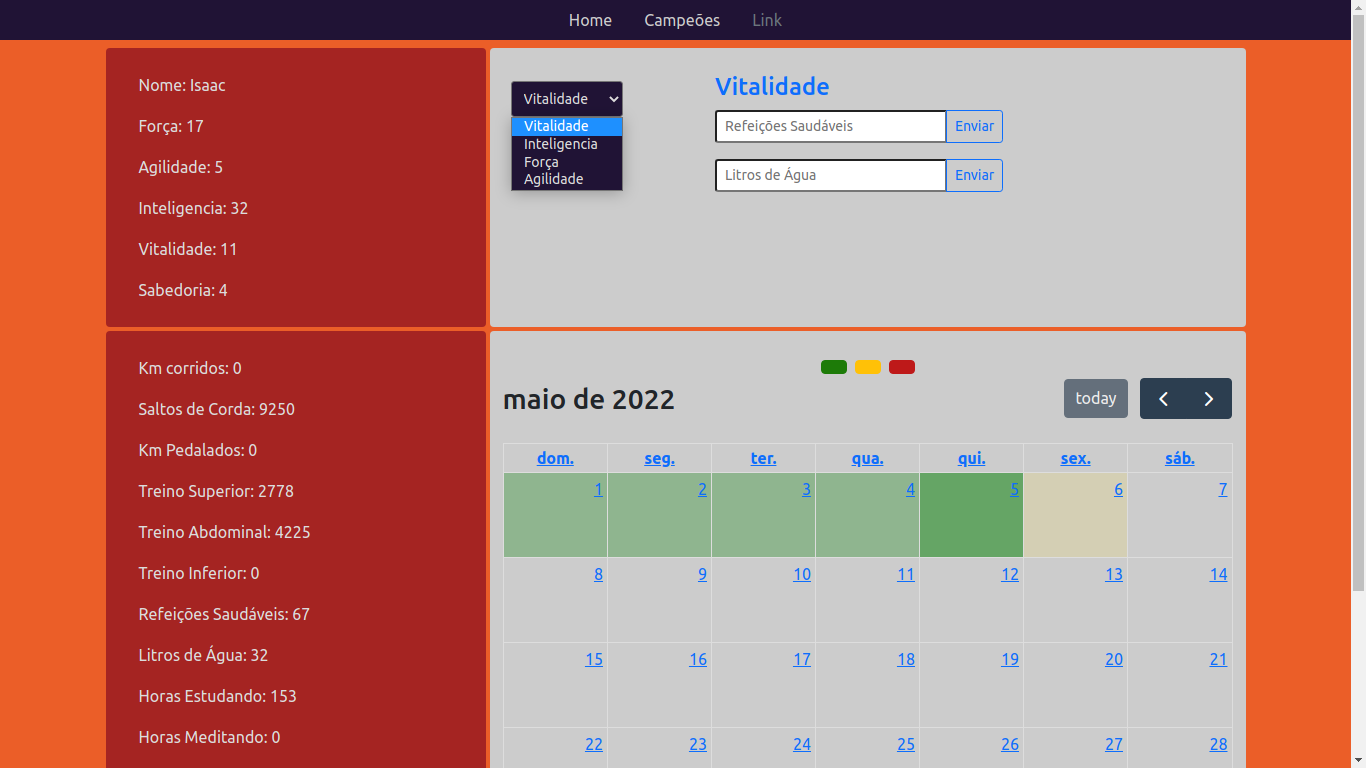 Home Campeões Link
Nome: Isaac
Força: 17
Agilidade: 5
Inteligencia: 32
Vitalidade: 11
Sabedoria: 4
Vitalidade
Vitalidade
Inteligencia
Força
Agilidade
Vitalidade
Refeições Saudáveis Enviar
Litros de Água Enviar
Km corridos: 0
Saltos de Corda: 9250
Km Pedalados: 0
Treino Superior: 2778
Treino Abdominal: 4225
Treino Inferior: 0
Refeições Saudáveis: 67
Litros de Água: 32
Horas Estudando: 153
Horas Meditando: 0
maio de 2022 today
dom. seg. ter. qua. qui. sex. sáb.
1 2 3 4 5 6 7
8 9 10 11 12 13 14
15 16 17 18 19 20 21
22 23 24 25 26 27 28